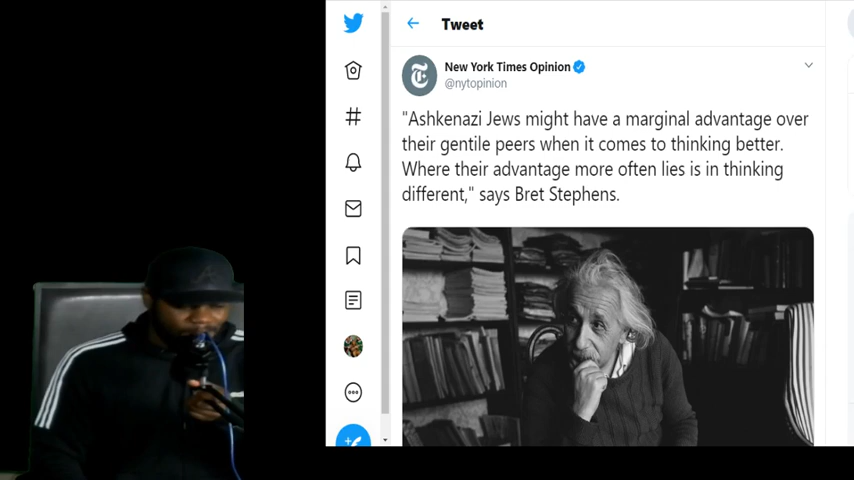 Tweet
New York Times Opinion
@nytopinion
"Ashkenazi Jews might have a marginal advantage over
their gentile peers when it comes to thinking better.
Where their advantage more often lies is in thinking
different," says Bret Stephens.